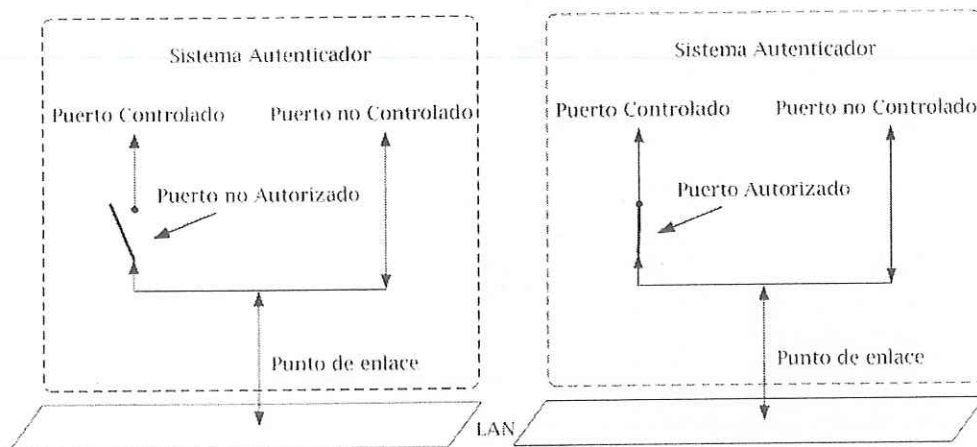 Sistema Autenticador
Puerto Controlado
Puerto no Controlado
Puerto no Autorizado
Punto de enlace
Sistema Autenticador
Puerto Controlado
Puerto no Controlado
Puerto Autorizado
Punto de enlace
LAN